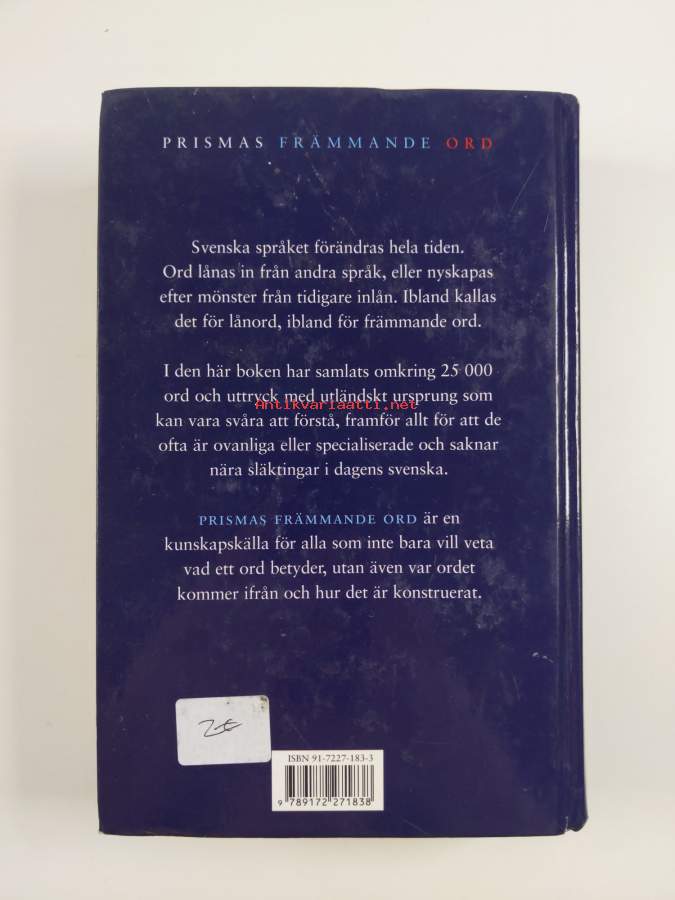 PRISMAS FRÄMMANDE ORD
Svenska språket förändras hela tiden.
Ord lånas in från andra språk, eller nyskapas
efter mönster från tidigare inlån. Ibland kallas
det för lånord, ibland för främmande ord.
I den här boken har samlats omkring 25 000
ord och uttryck med utländskt ursprung som
Antikvariaatti.net
kan vara svåra att förstå, framför allt för att de
ofta är ovanliga eller specialiserade och saknar
nära släktingar i dagens svenska.
PRISMAS FRÄMMANDE ORD är en
kunskapskälla för alla som inte bara vill veta
vad ett ord betyder, utan även var ordet
kommer ifrån och hur det är konstruerat.
2€
ISBN 91-7227-183-3
9 789172 271838